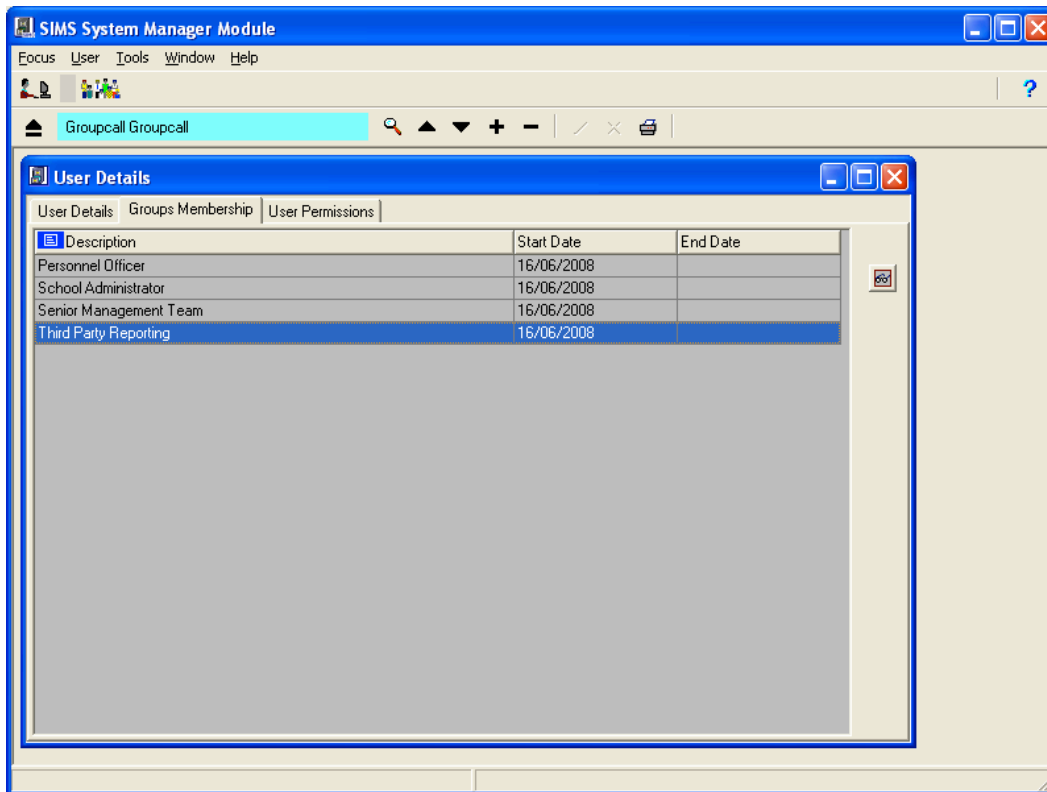 SIMS System Manager Module
Focus User Tools Window Help
?
Groupcall Groupcall
User Details
User Details Groups Membership User Permissions
Description Start Date End Date
Personnel Officer 16/06/2008
School Administrator 16/06/2008
Senior Management Team 16/06/2008
Third Party Reporting 16/06/2008